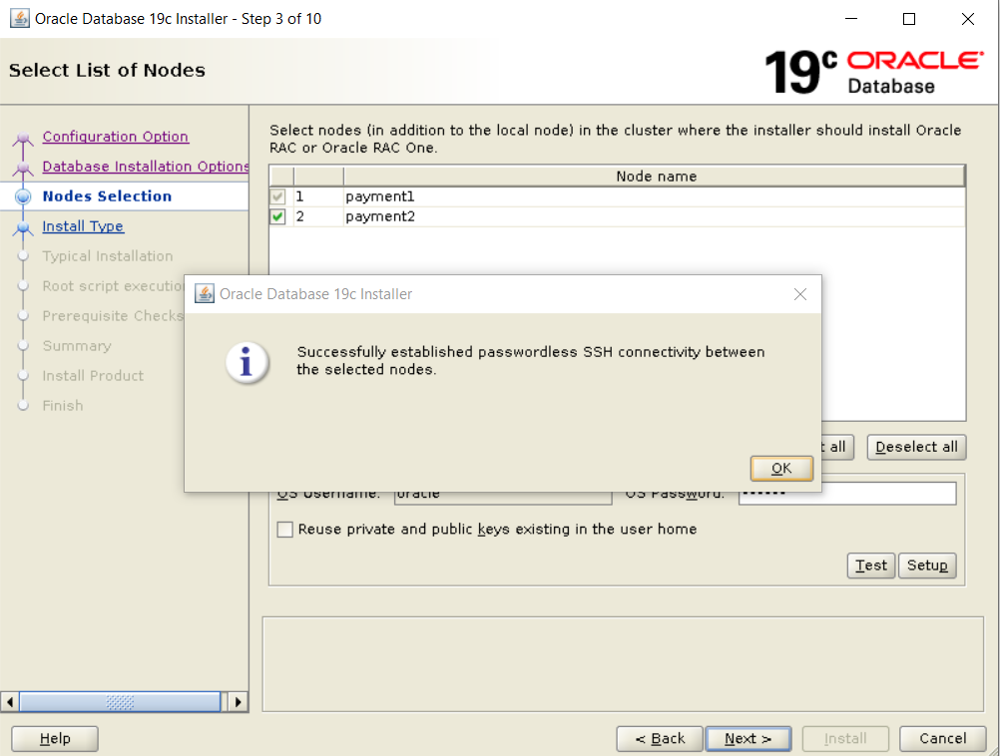 Oracle Database 19c Installer - Step 3 of 10
Select List of Nodes
19c ORACLE
Database
Configuration Option
Database Installation Options
Nodes Selection
Install Type
Typical Installation
Root script executio
Prerequisite Checks
Summary
Install Product
Finish
Select nodes (in addition to the local node) in the cluster where the installer should install Oracle
RAC or Oracle RAC One.
Node name
1 payment1
2 payment2
Oracle Database 19c Installer
Successfully established passwordless SSH connectivity between
the selected nodes.
OK
all
Deselect all
OS Username: oracle OS Password: ••••••
Reuse private and public keys existing in the user home
Test Setup
Help < Back Next > Install Cancel